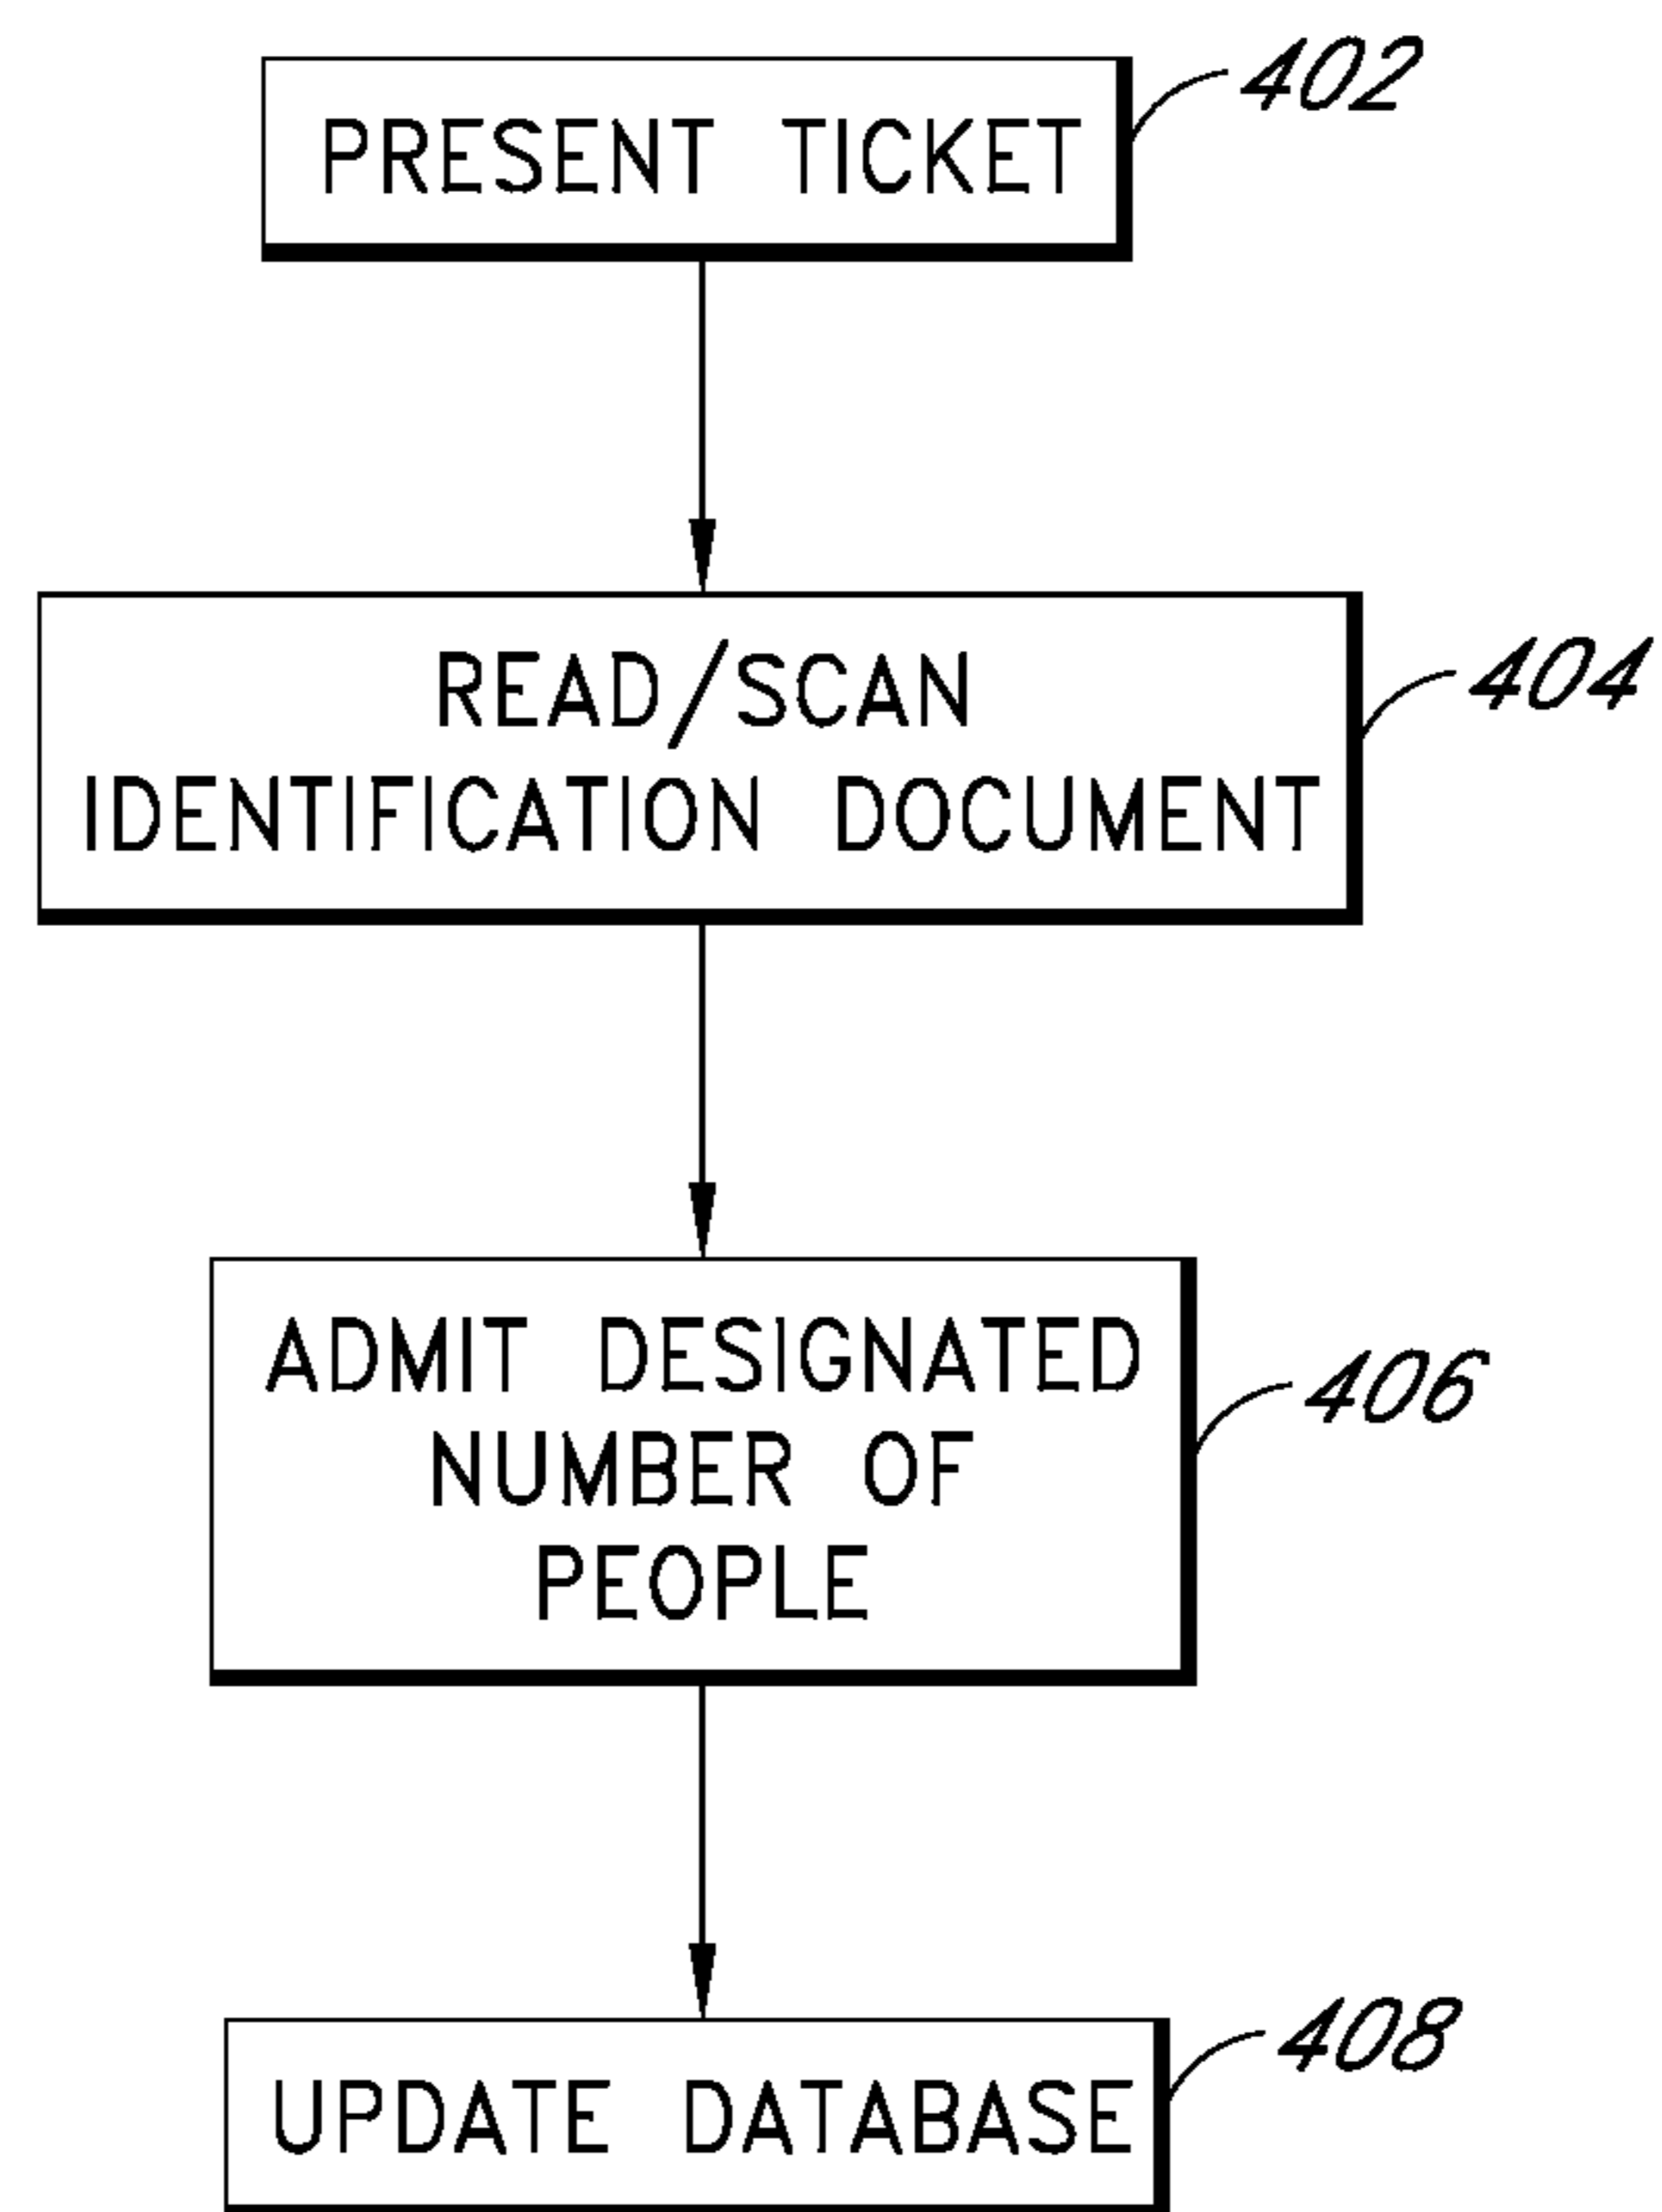 PRESENT TICKET
402
READ/SCAN
IDENTIFICATION DOCUMENT
404
ADMIT DESIGNATED
NUMBER OF
PEOPLE
406
UPDATE DATABASE
408